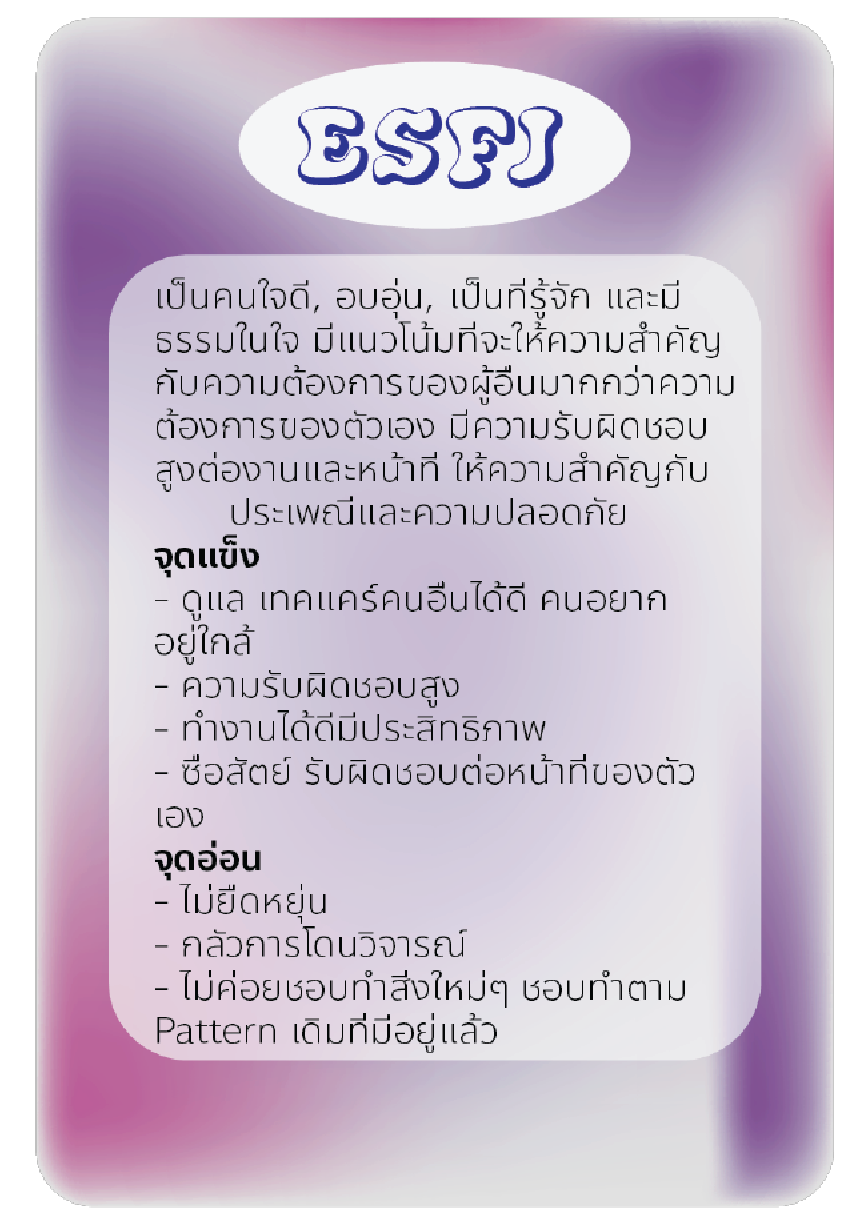 ESFJ
เป็นคนใจดี, อบอุ่น, เป็นที่รู้จัก และมี
ธรรมในใจ มีแนวโน้มที่จะให้ความสำคัญ
กับความต้องการของผู้อื่นมากกว่าความ
ต้องการของตัวเอง มีความรับผิดชอบ
สูงต่องานและหน้าที่ ให้ความสำคัญกับ
ประเพณีและความปลอดภัย
จุดแข็ง
- ดูแล เทคแคร์คนอื่นได้ดี คนอยาก
อยู่ใกล้
- ความรับผิดชอบสูง
- ทำงานได้ดีมีประสิทธิภาพ
- ซื่อสัตย์ รับผิดชอบต่อหน้าที่ของตัว
เอง
จุดอ่อน
- ไม่ยืดหยุ่น
- กลัวการโดนวิจารณ์
- ไม่ค่อยชอบทำสิ่งใหม่ๆ ชอบทำตาม
Pattern เดิมที่มีอยู่แล้ว